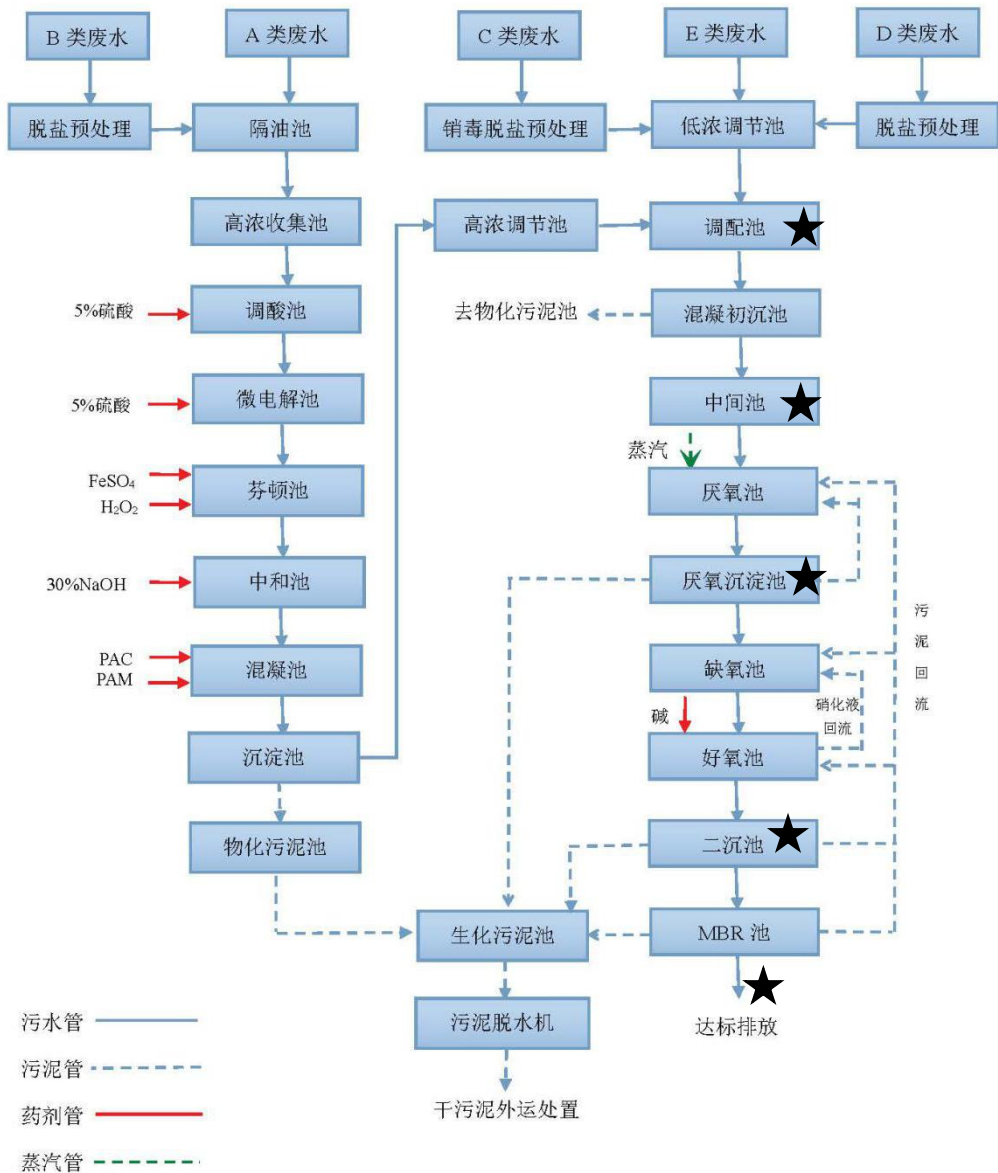 B 类废水
A 类废水
C 类废水
E 类废水
D 类废水
脱盐预处理
隔油池
销毒脱盐预处理
低浓调节池
脱盐预处理
高浓收集池
高浓调节池
调配池
5%硫酸
调酸池
去物化污泥池
混凝初沉池
5%硫酸
微电解池
中间池
蒸汽
FeSO₄
H₂O₂
芬顿池
厌氧池
30%NaOH
中和池
厌氧沉淀池
污泥回流
PAC
PAM
混凝池
缺氧池
碱
硝化液
回流
沉淀池
好氧池
物化污泥池
二沉池
生化污泥池
MBR 池
污水管
污泥脱水机
达标排放
污泥管
药剂管
干污泥外运处置
蒸汽管